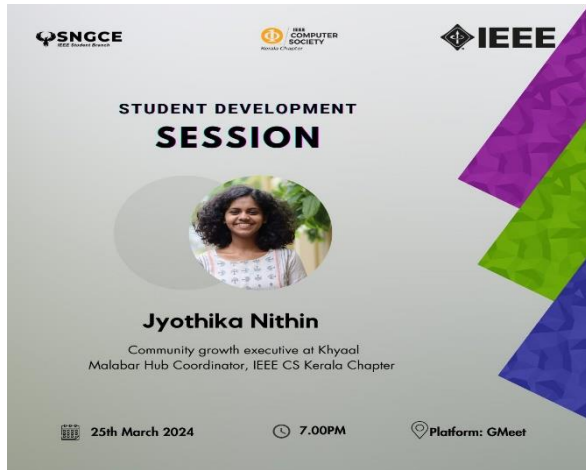 SNGCE
IEEE Student Branch
IEEE
COMPUTER
SOCIETY
Kerala Chapter
IEEE
STUDENT DEVELOPMENT
SESSION
Jyothika Nithin
Community growth executive at Khyaal
Malabar Hub Coordinator, IEEE CS Kerala Chapter
25th March 2024
7.00PM
Platform: GMeet